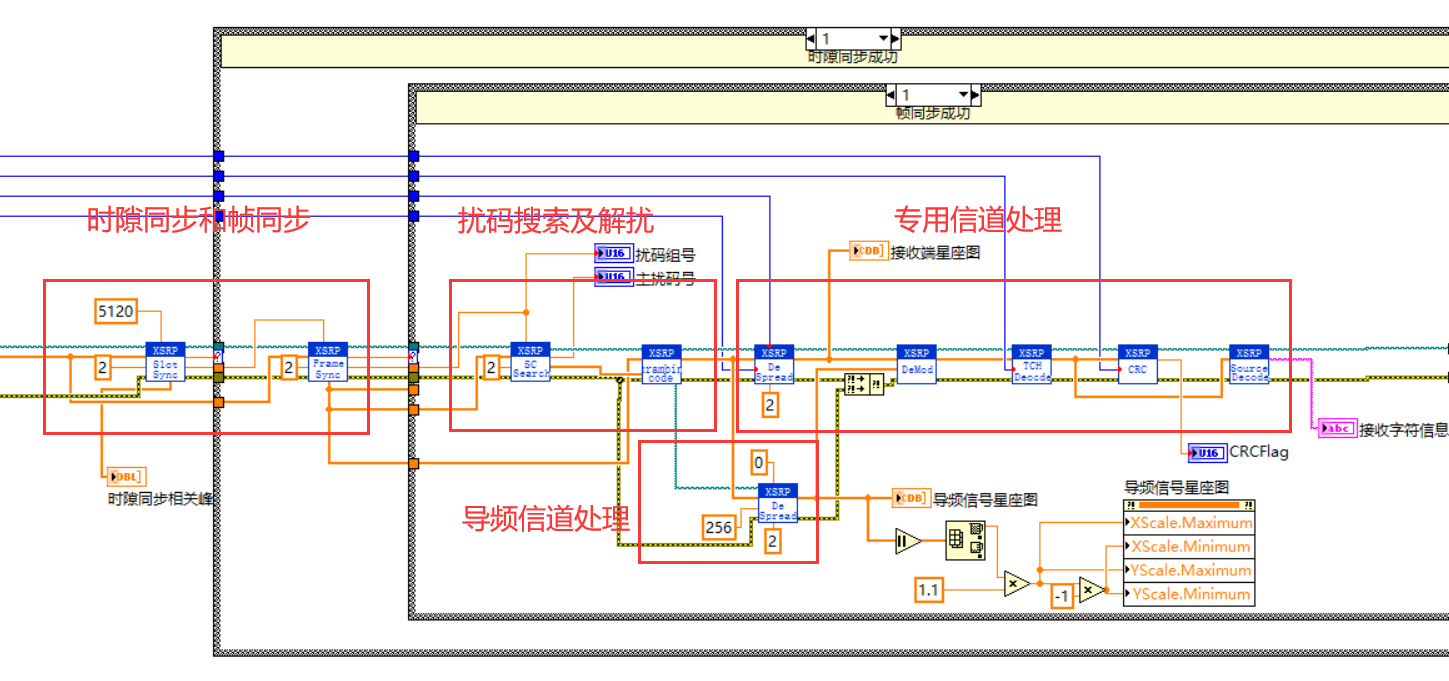 1
时隙同步成功
1
帧同步成功
时隙同步和帧同步
扰码搜索及解扰
专用信道处理
U16 扰码组号
U16 主扰码号
CDB] 接收端星座图
5120
XSRP
Slot
Sync
2
XSRP
Frame
Sync
2
XSRP
SC
Search
2
XSRP
crambin
code
XSRP
De
Spread
2
XSRP
DeMod
XSRP
TCH
Deocde
XSRP
CRC
XSRP
Source
Decode
abc 接收字符信息
U16 CRCFlag
DBL]
时隙同步相关峰
导频信道处理
0
XSRP
De
Spread
256
2
CDB] 导频信号星座图
导频信号星座图
XScale.Maximum
XScale.Minimum
YScale.Maximum
YScale.Minimum
1.1
-1